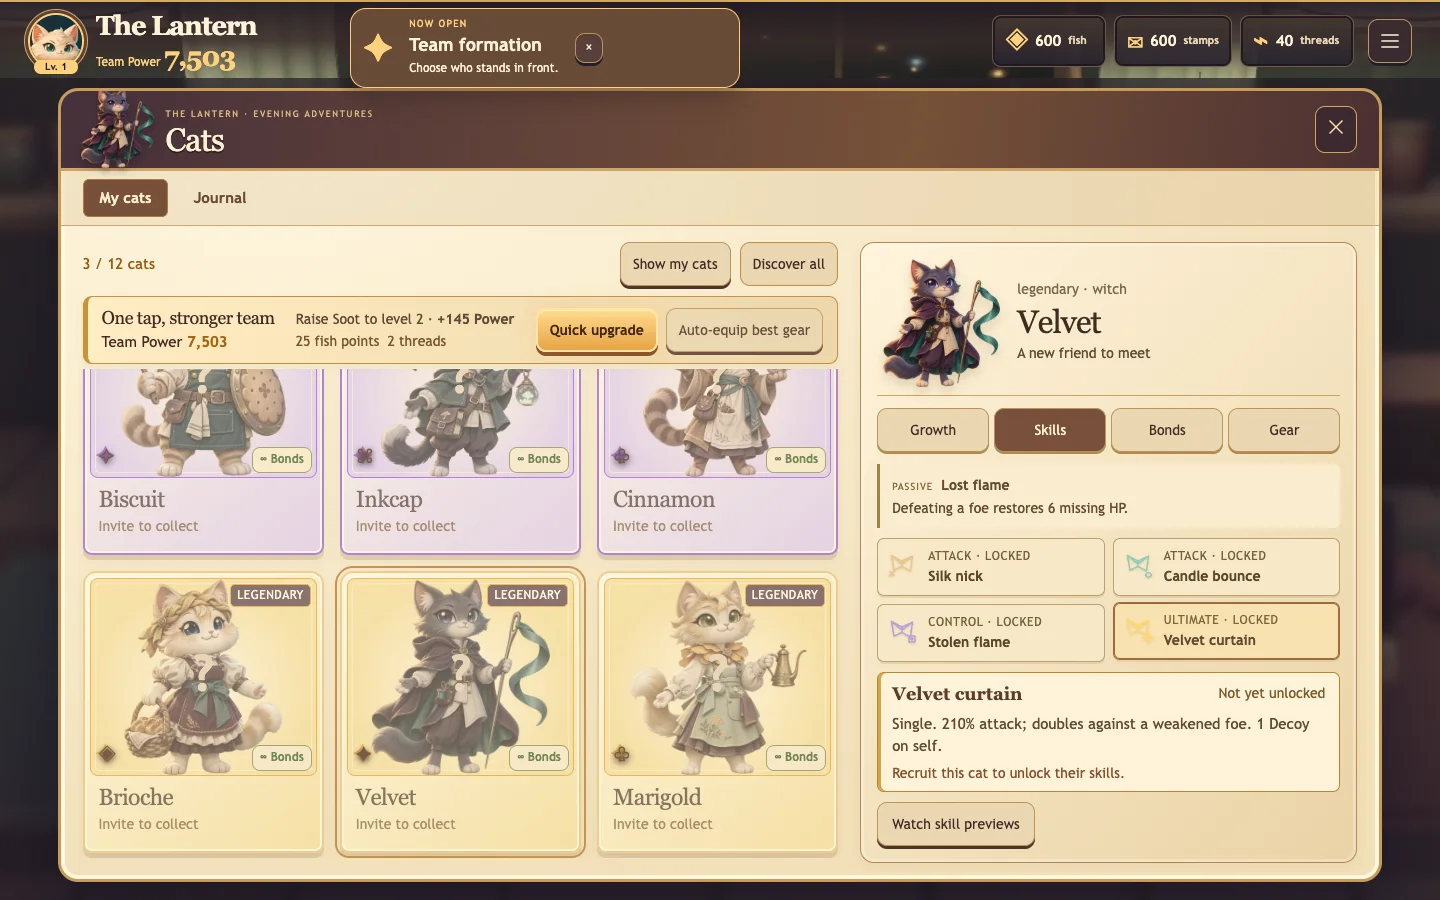 The Lantern
Team Power 7,503
Lv. 1
NOW OPEN
Team formation
Choose who stands in front.
×
600 fish
600 stamps
40 threads
THE LANTERN · EVENING ADVENTURES
Cats
My cats
Journal
3 / 12 cats
Show my cats
Discover all
One tap, stronger team
Team Power 7,503
Raise Soot to level 2 · +145 Power
25 fish points 2 threads
Quick upgrade
Auto-equip best gear
?
∞ Bonds
Biscuit
Invite to collect
?
∞ Bonds
Inkcap
Invite to collect
?
∞ Bonds
Cinnamon
Invite to collect
LEGENDARY
?
∞ Bonds
Brioche
Invite to collect
LEGENDARY
?
∞ Bonds
Velvet
Invite to collect
LEGENDARY
?
∞ Bonds
Marigold
Invite to collect
legendary · witch
Velvet
A new friend to meet
Growth
Skills
Bonds
Gear
PASSIVE Lost flame
Defeating a foe restores 6 missing HP.
ATTACK · LOCKED
Silk nick
ATTACK · LOCKED
Candle bounce
CONTROL · LOCKED
Stolen flame
ULTIMATE · LOCKED
Velvet curtain
Velvet curtain
Not yet unlocked
Single. 210% attack; doubles against a weakened foe. 1 Decoy
on self.
Recruit this cat to unlock their skills.
Watch skill previews